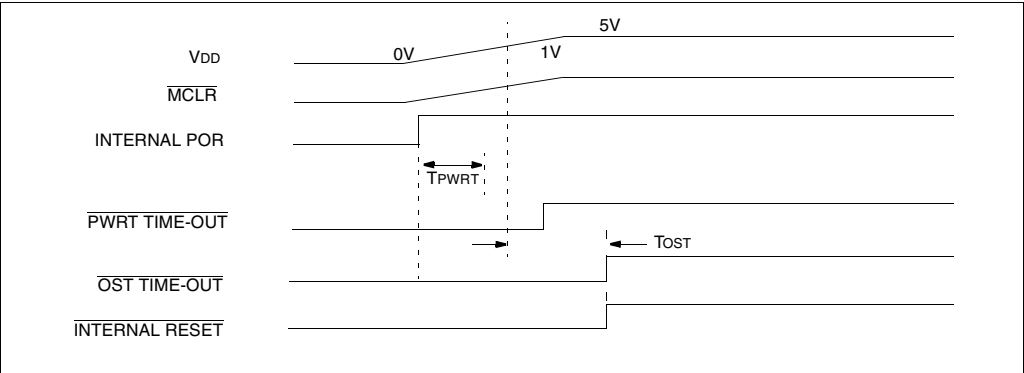 5V
VDD 0V 1V
MCLR
INTERNAL POR
TPWRT
PWRT TIME-OUT
TOST
OST TIME-OUT
INTERNAL RESET